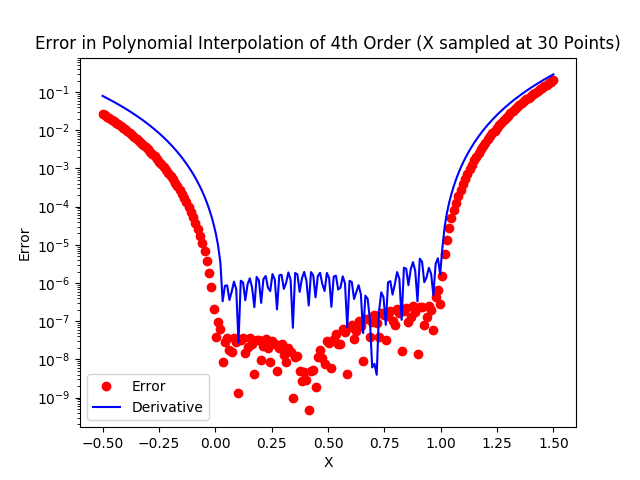 Error in Polynomial Interpolation of 4th Order (X sampled at 30 Points)
Error
10⁻¹
10⁻²
10⁻³
10⁻⁴
10⁻⁵
10⁻⁶
10⁻⁷
10⁻⁸
10⁻⁹
Error
Derivative
−0.50 −0.25 0.00 0.25 0.50 0.75 1.00 1.25 1.50
X